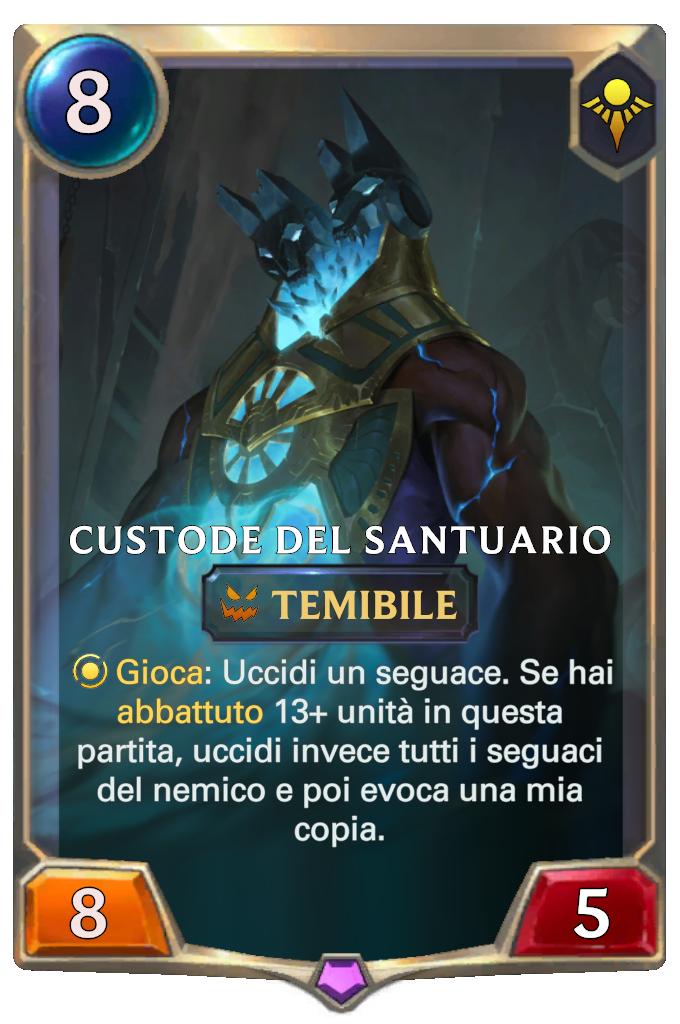 8
CUSTODE DEL SANTUARIO
TEMIBILE
Gioca: Uccidi un seguace. Se hai
abbattuto 13+ unità in questa
partita, uccidi invece tutti i seguaci
del nemico e poi evoca una mia
copia.
8
5